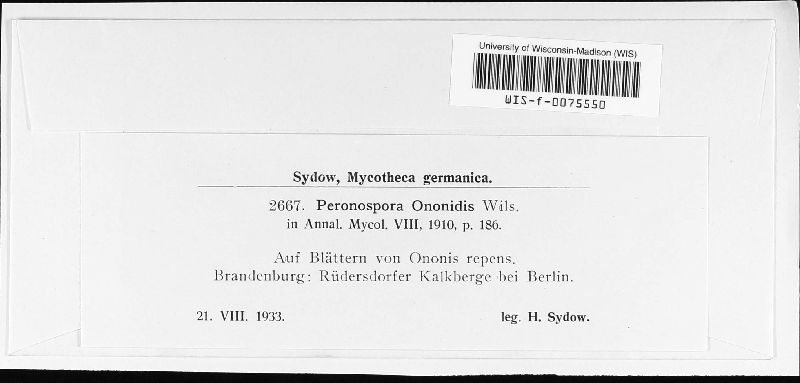 University of Wisconsin-Madison (WIS)
WIS-f-0075550
Sydow, Mycotheca germanica.
2667. Peronospora Ononidis Wils.
in Annal. Mycol. VIII, 1910, p. 186.
Auf Blättern von Ononis repens.
Brandenburg: Rüdersdorfer Kalkberge bei Berlin.
21. VIII. 1933.
leg. H. Sydow.